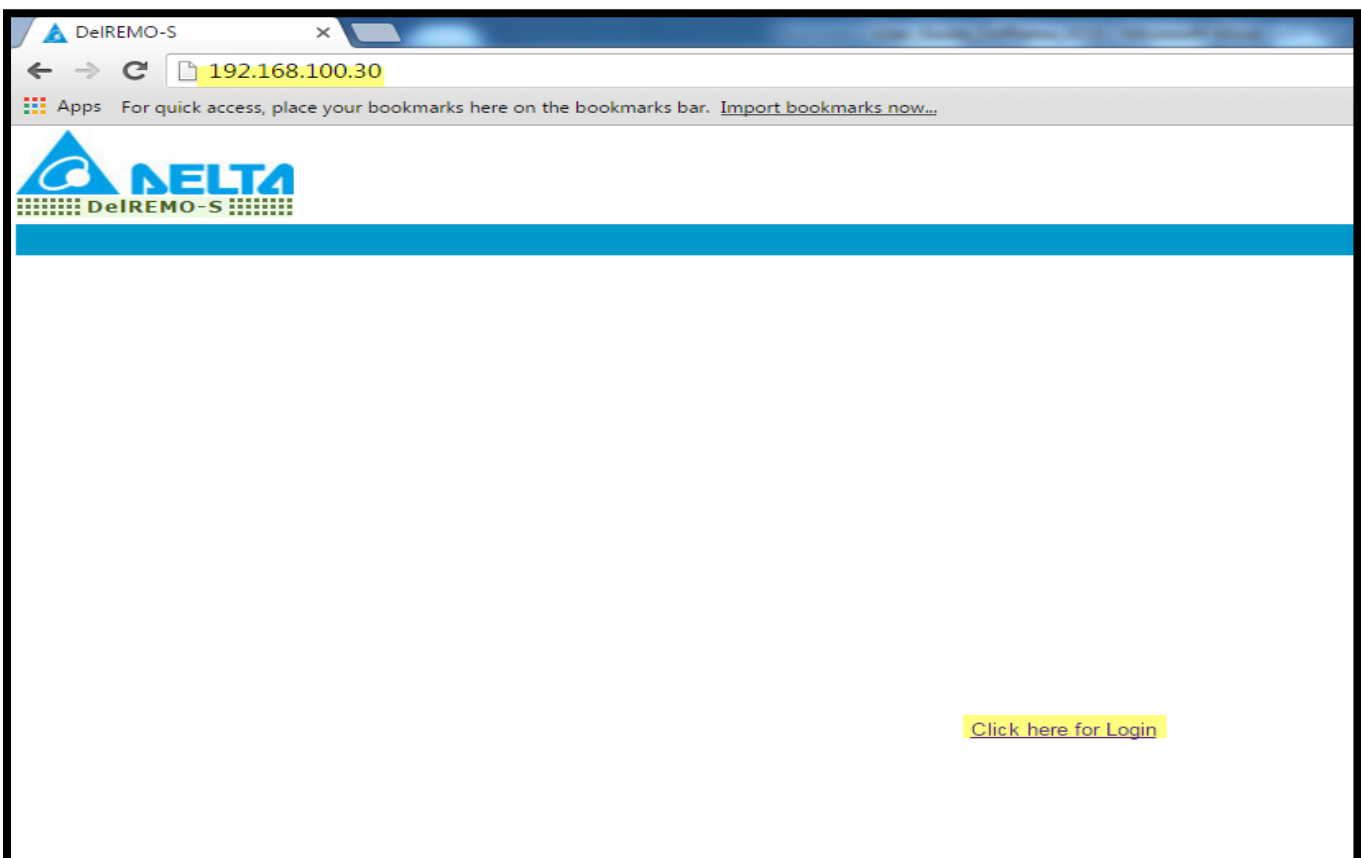 DelREMO-S
192.168.100.30
Apps For quick access, place your bookmarks here on the bookmarks bar. Import bookmarks now...
DELTA
DelREMO-S
Click here for Login